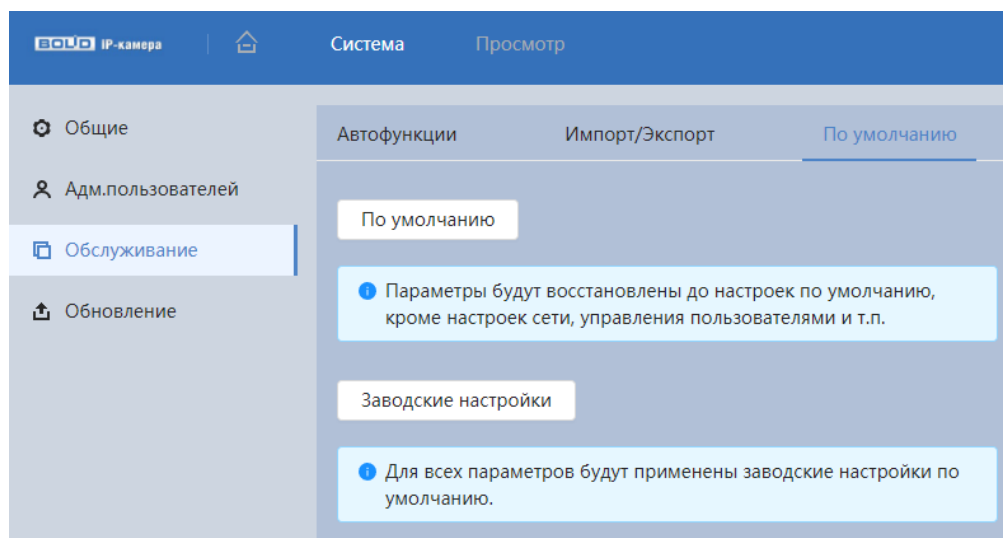 BOLID IP-камера
Система
Просмотр
Общие
Адм.пользователей
Обслуживание
Обновление
Автофункции
Импорт/Экспорт
По умолчанию
По умолчанию
Параметры будут восстановлены до настроек по умолчанию,
кроме настроек сети, управления пользователями и т.п.
Заводские настройки
Для всех параметров будут применены заводские настройки по
умолчанию.